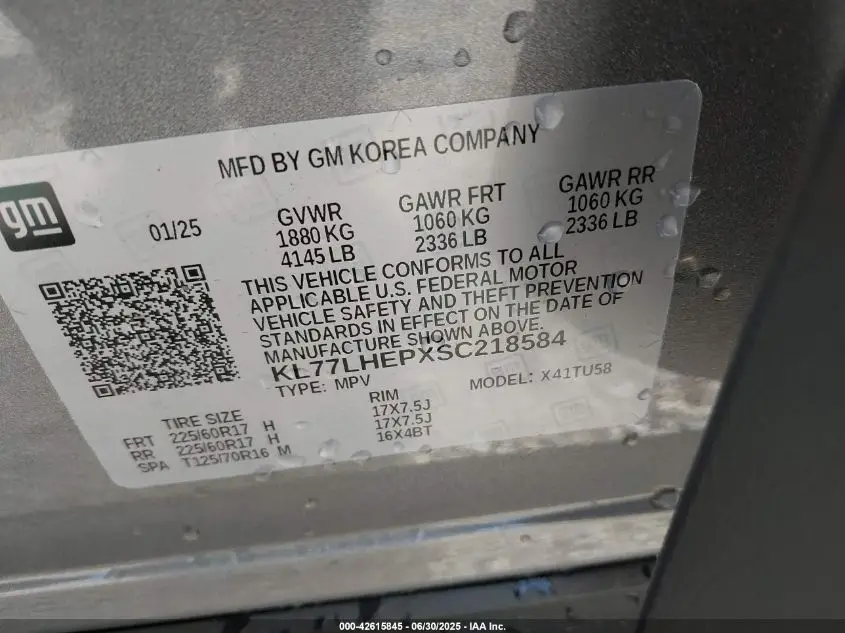 MFD BY GM KOREA COMPANY
gm
01/25
GVWR
1880 KG
4145 LB
GAWR FRT
1060 KG
2336 LB
GAWR RR
1060 KG
2336 LB
THIS VEHICLE CONFORMS TO ALL
APPLICABLE U.S. FEDERAL MOTOR
VEHICLE SAFETY AND THEFT PREVENTION
STANDARDS IN EFFECT ON THE DATE OF
MANUFACTURE SHOWN ABOVE.
KL77LHEPXSC218584
TYPE: MPV
MODEL: X41TU58
TIRE SIZE
RIM
FRT 225/60R17 H 17X7.5J
RR 225/60R17 H 17X7.5J
SPA T125/70R16 M 16X4BT
000-42615845 - 06/30/2025 - IAA Inc.